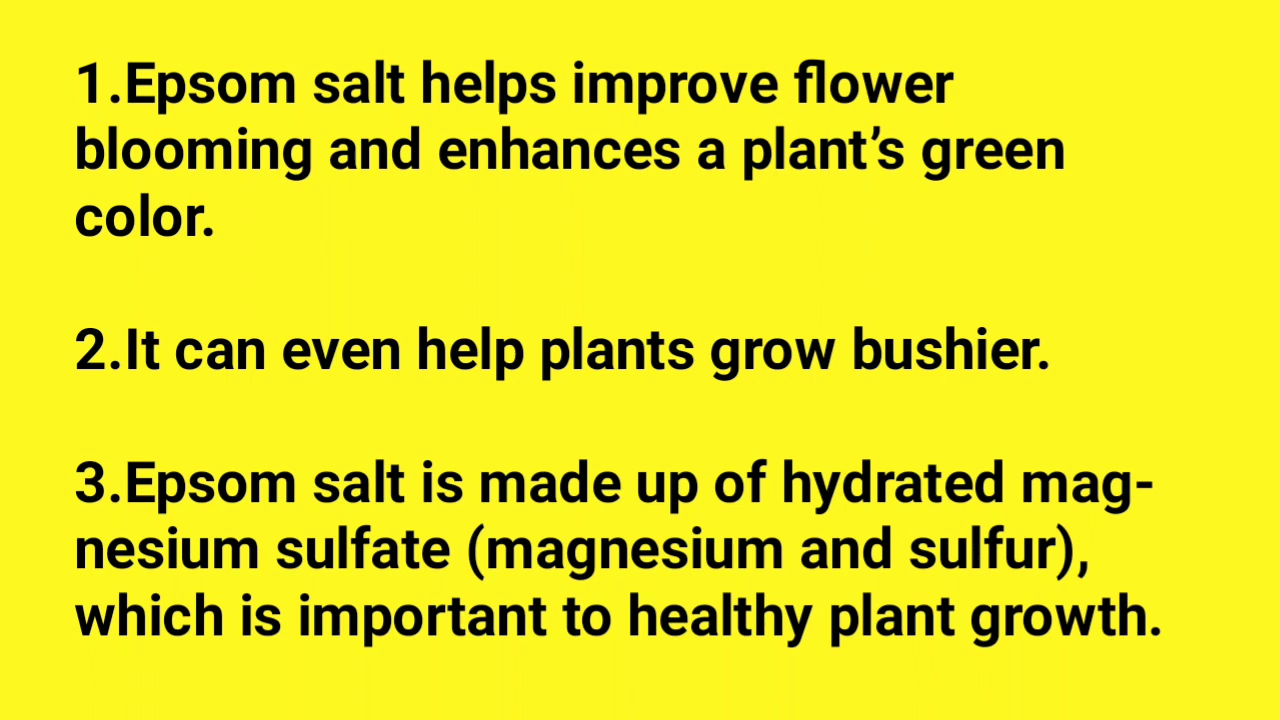 1.Epsom salt helps improve flower
blooming and enhances a plant’s green
color.
2.It can even help plants grow bushier.
3.Epsom salt is made up of hydrated mag-
nesium sulfate (magnesium and sulfur),
which is important to healthy plant growth.